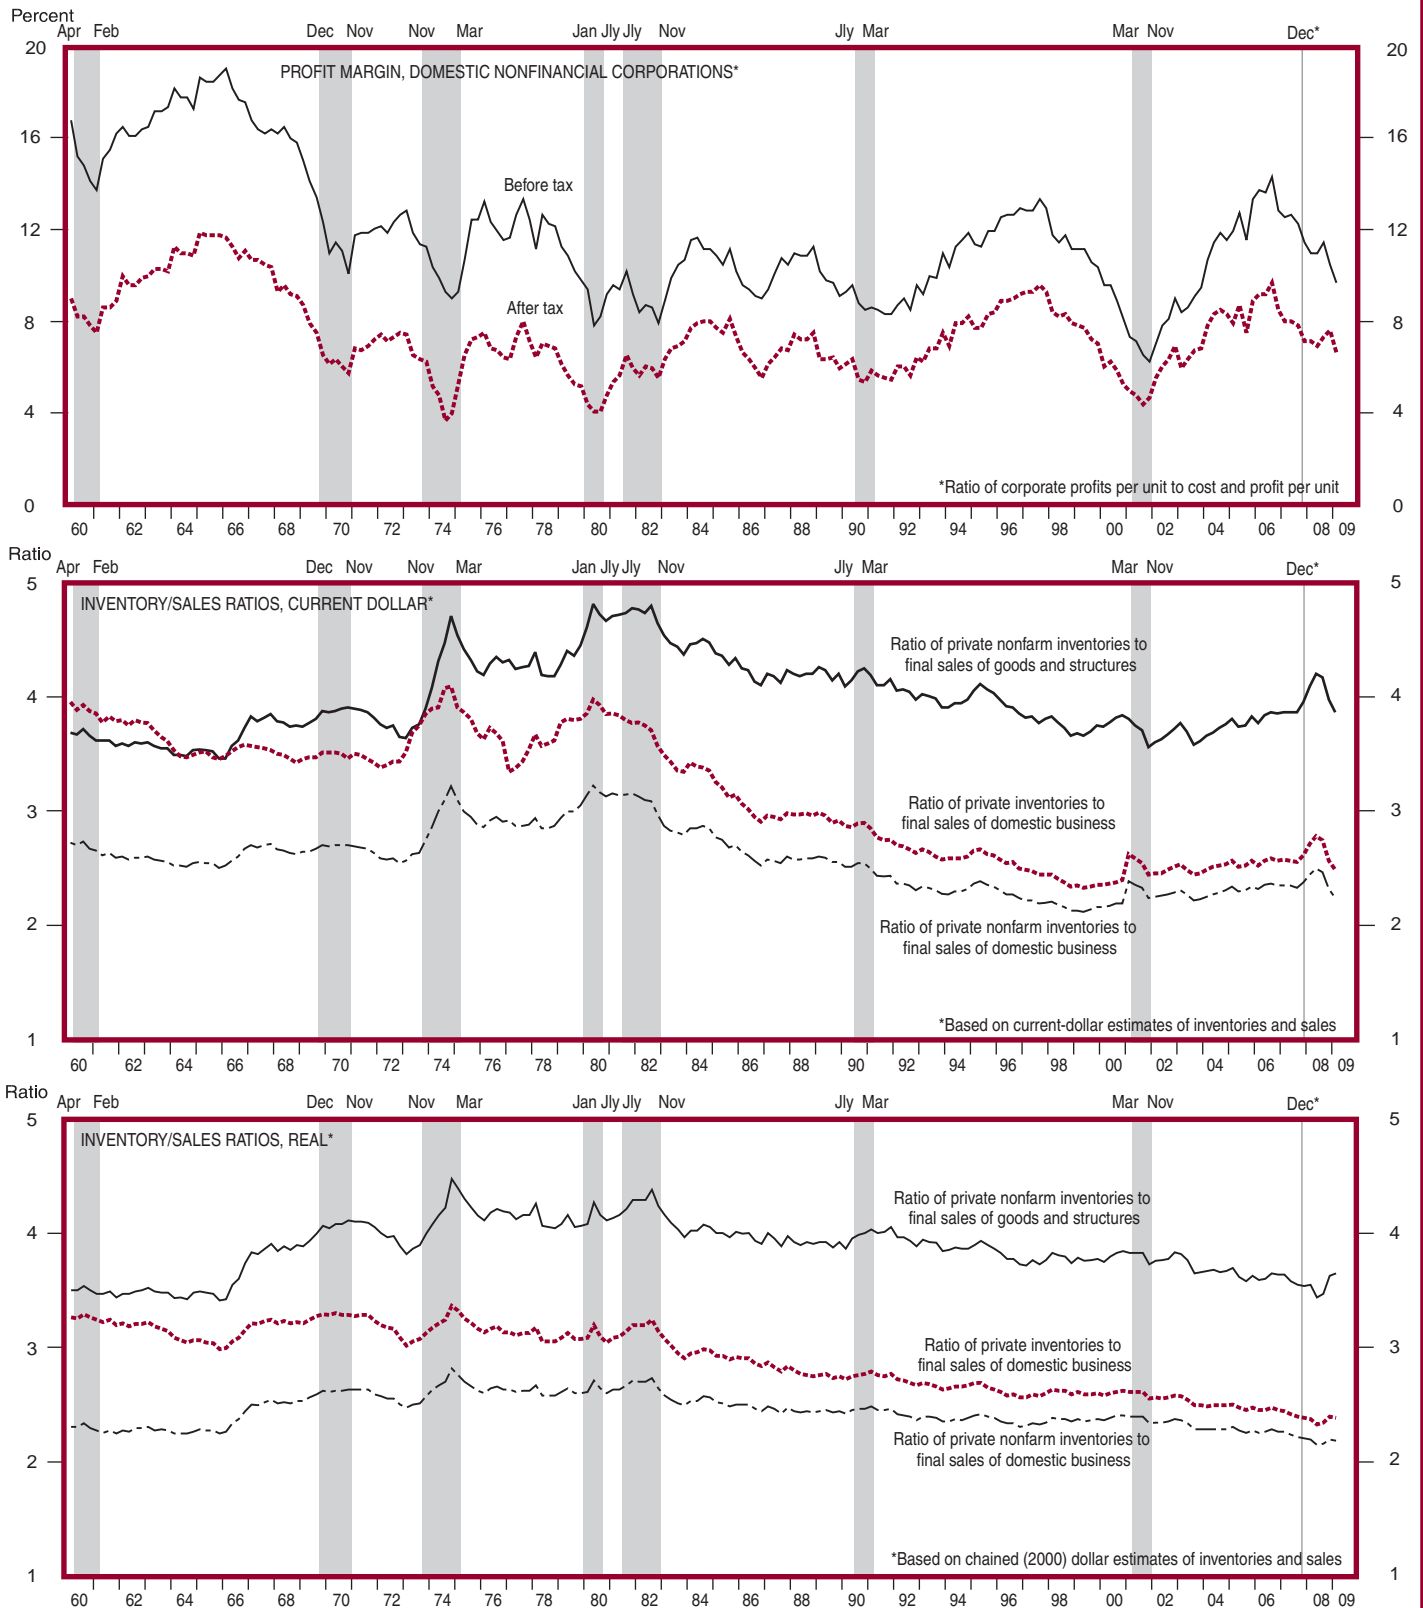 Percent
Apr Feb Dec Nov Nov Mar Jan Jly Jly Nov Jly Mar Mar Nov Dec*
PROFIT MARGIN, DOMESTIC NONFINANCIAL CORPORATIONS*
20 20
16 16
Before tax
12 12
After tax
8 8
4 4
*Ratio of corporate profits per unit to cost and profit per unit
0 0
60 62 64 66 68 70 72 74 76 78 80 82 84 86 88 90 92 94 96 98 00 02 04 06 08 09
Ratio
Apr Feb Dec Nov Nov Mar Jan Jly Jly Nov Jly Mar Mar Nov Dec*
5 5
INVENTORY/SALES RATIOS, CURRENT DOLLAR*
Ratio of private nonfarm inventories to
final sales of goods and structures
4 4
Ratio of private inventories to
final sales of domestic business
3 3
2 2
Ratio of private nonfarm inventories to
final sales of domestic business
*Based on current-dollar estimates of inventories and sales
1 1
60 62 64 66 68 70 72 74 76 78 80 82 84 86 88 90 92 94 96 98 00 02 04 06 08 09
Ratio
Apr Feb Dec Nov Nov Mar Jan Jly Jly Nov Jly Mar Mar Nov Dec*
5 5
INVENTORY/SALES RATIOS, REAL*
Ratio of private nonfarm inventories to
final sales of goods and structures
4 4
Ratio of private inventories to
final sales of domestic business
3 3
Ratio of private nonfarm inventories to
final sales of domestic business
2 2
*Based on chained (2000) dollar estimates of inventories and sales
1 1
60 62 64 66 68 70 72 74 76 78 80 82 84 86 88 90 92 94 96 98 00 02 04 06 08 09